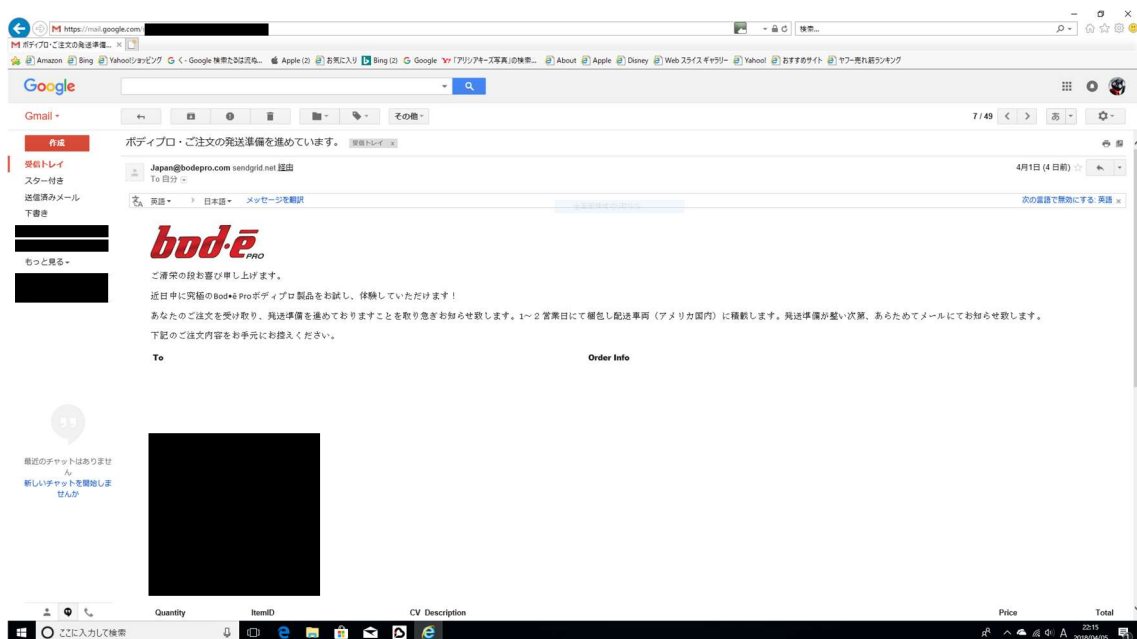 https://mail.google.com/
検索...
ボディプロ・ご注文の発送準備...
Amazon Bing Yahoo!ショッピング Apple (2) お気に入り Bing (2) Google Y!「アリシアキーズ写真」の検索... About Apple Disney Web スライス ギャラリー Yahoo! おすすめサイト ヤフー売れ筋ランキング
Google
Gmail
その他
7 / 49
あ
作成
ボディプロ・ご注文の発送準備を進めています。 受信トレイ x
受信トレイ
Japan@bodepro.com sendgrid.net 経由
4月1日 (4 日前)
スター付き
To 自分
送信済みメール
英語 日本語 メッセージを翻訳
次の言語で無効にする: 英語 x
下書き
bod·ē PRO
もっと見る
ご清栄の段お喜び申し上げます。
近日中に究極のBod•ē Proボディプロ製品をお試し、体験していただけます！
あなたのご注文を受け取り、発送準備を進めておりますことを取り急ぎお知らせ致します。1～2 営業日にて梱包し配送車両（アメリカ国内）に積載します。発送準備が整い次第、あらためてメールにてお知らせ致します。
下記のご注文内容をお手元にお控えください。
To Order Info
最近のチャットはありませ
ん
新しいチャットを開始しま
せんか
Quantity ItemID CV Description Price Total
ここに入力して検索
A
22:15
2018/04/05